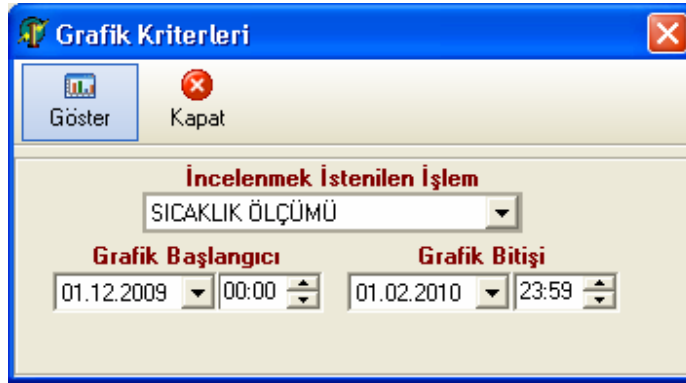 Grafik Kriterleri
Göster Kapat
İncelenmek İstenilen İşlem
SICAKLIK ÖLÇÜMÜ
Grafik Başlangıcı Grafik Bitişi
01.12.2009 00:00 01.02.2010 23:59